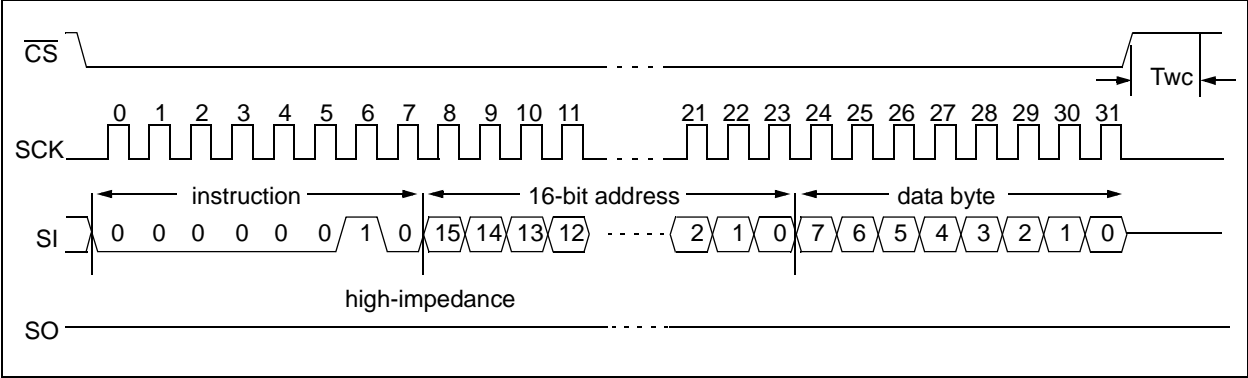 CS
Twc
0 1 2 3 4 5 6 7 8 9 10 11 21 22 23 24 25 26 27 28 29 30 31
SCK
instruction 16-bit address data byte
SI 0 0 0 0 0 0 1 0 15 14 13 12 2 1 0 7 6 5 4 3 2 1 0
high-impedance
SO